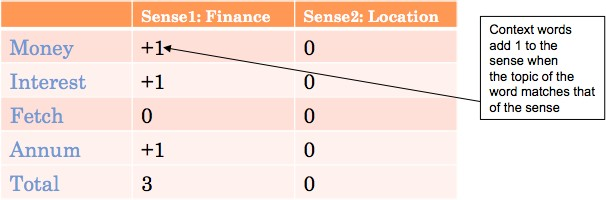 Sense1: Finance Sense2: Location
Money +1 0
Interest +1 0
Fetch 0 0
Annum +1 0
Total 3 0
Context words
add 1 to the
sense when
the topic of the
word matches that
of the sense